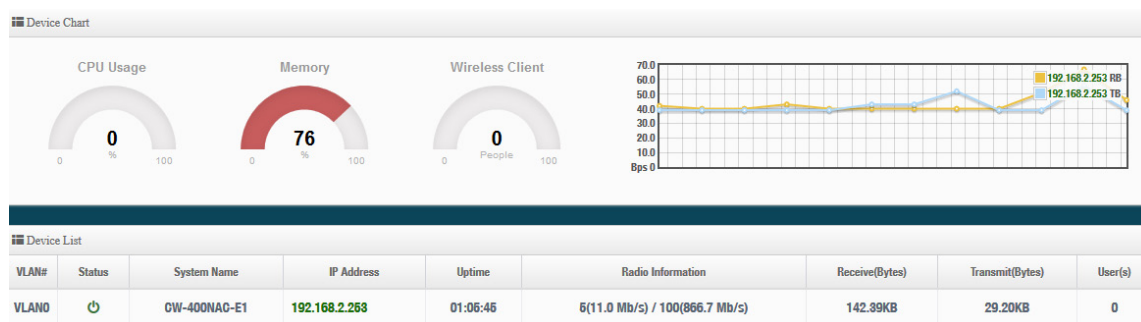 Device Chart
CPU Usage
0
%
0 100
Memory
76
%
0 100
Wireless Client
0
People
0 100
70.0
60.0
50.0
40.0
30.0
20.0
10.0
Bps 0
192.168.2.253 RB
192.168.2.253 TB
Device List
VLAN# Status System Name IP Address Uptime Radio Information Receive(Bytes) Transmit(Bytes) User(s)
VLAN0 CW-400NAC-E1 192.168.2.253 01:05:45 6(11.0 Mb/s) / 100(866.7 Mb/s) 142.39KB 29.20KB 0